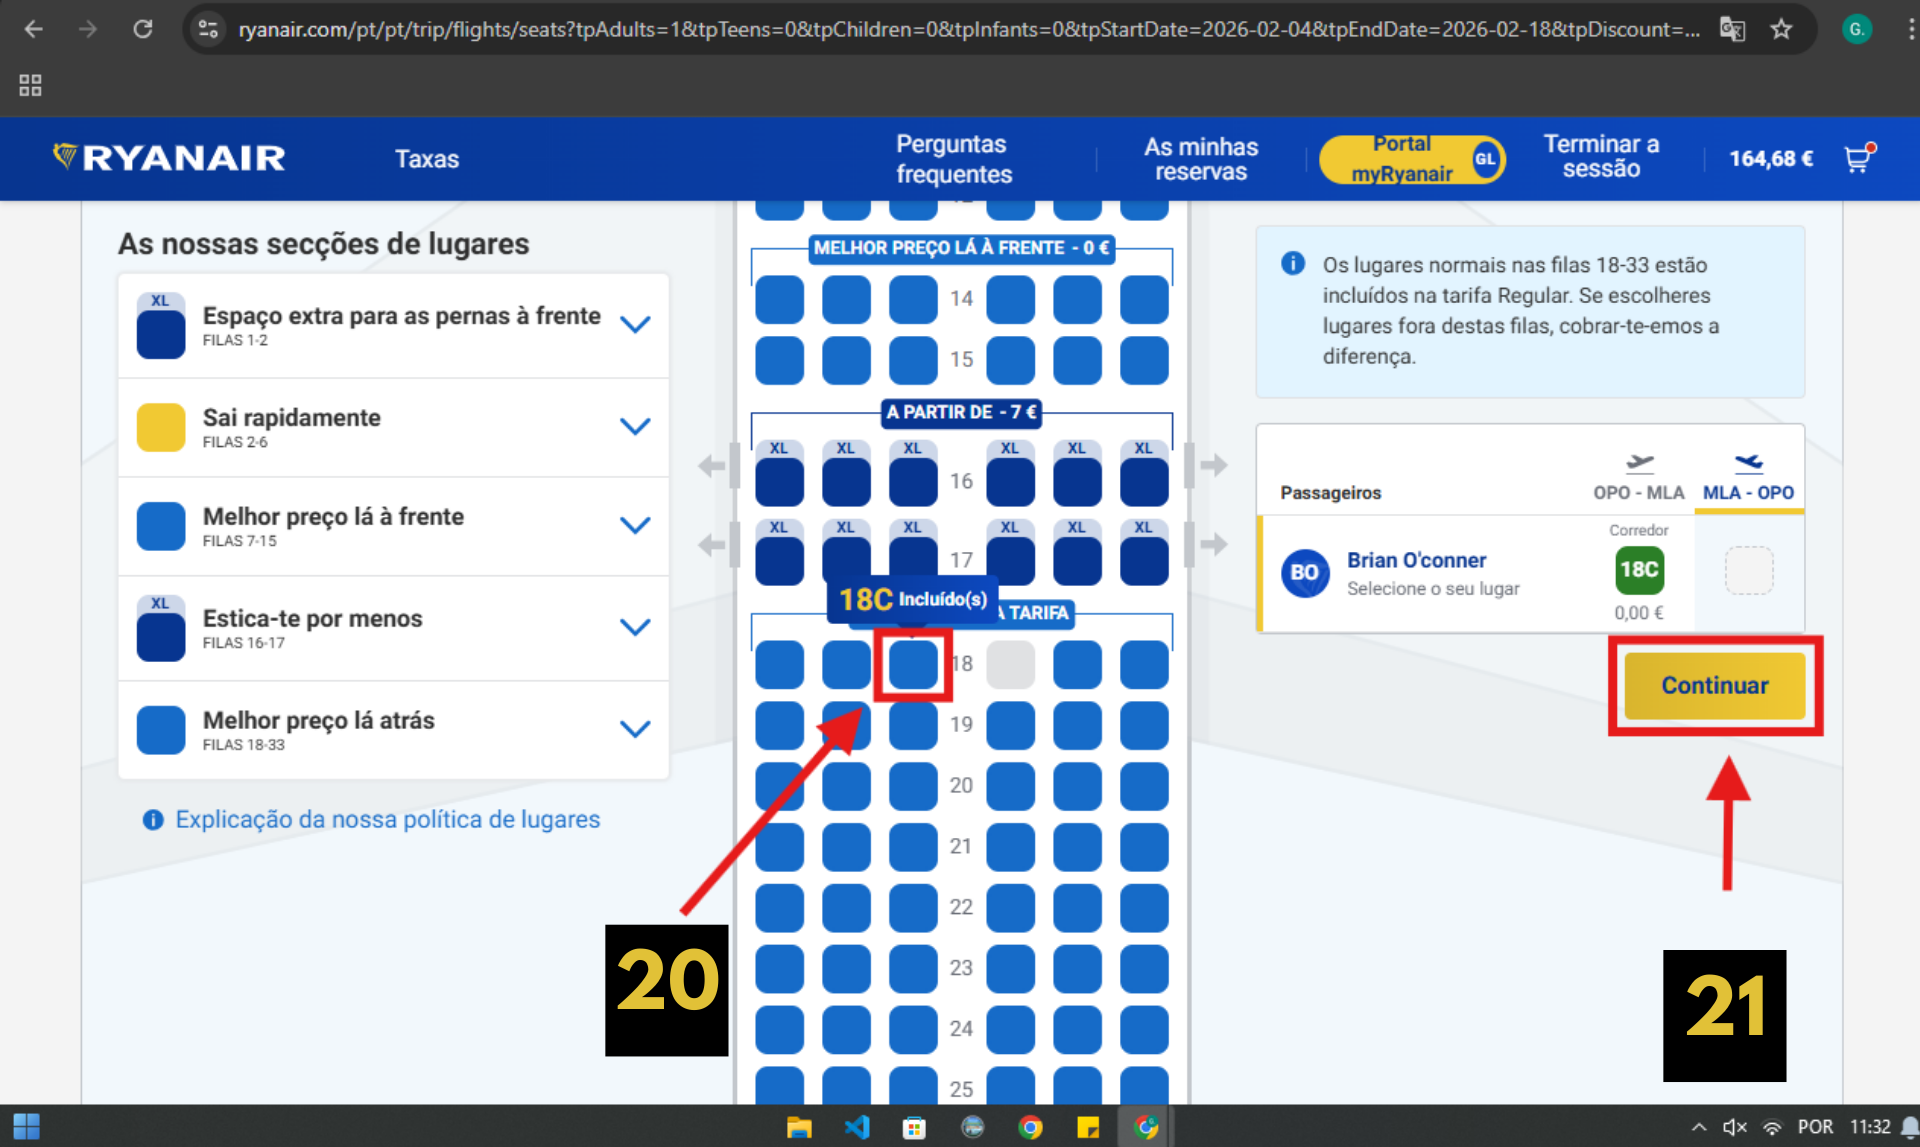 ryanair.com/pt/pt/trip/flights/seats?tpAdults=1&tpTeens=0&tpChildren=0&tpInfants=0&tpStartDate=2026-02-04&tpEndDate=2026-02-18&tpDiscount=...
G.
RYANAIR
Taxas
Perguntas
frequentes
As minhas
reservas
Portal
myRyanair
GL
Terminar a
sessão
164,68 €
As nossas secções de lugares
XL
Espaço extra para as pernas à frente
FILAS 1-2
Sai rapidamente
FILAS 2-6
Melhor preço lá à frente
FILAS 7-15
XL
Estica-te por menos
FILAS 16-17
Melhor preço lá atrás
FILAS 18-33
Explicação da nossa política de lugares
MELHOR PREÇO LÁ À FRENTE - 0 €
14
15
A PARTIR DE - 7 €
XL XL XL XL XL XL
16
XL XL XL XL XL XL
17
18C Incluído(s)
A TARIFA
18
19
20
21
22
23
24
25
Os lugares normais nas filas 18-33 estão
incluídos na tarifa Regular. Se escolheres
lugares fora destas filas, cobrar-te-emos a
diferença.
Passageiros
OPO - MLA
MLA - OPO
BO
Brian O'conner
Selecione o seu lugar
Corredor
18C
0,00 €
Continuar
20
21
POR
11:32